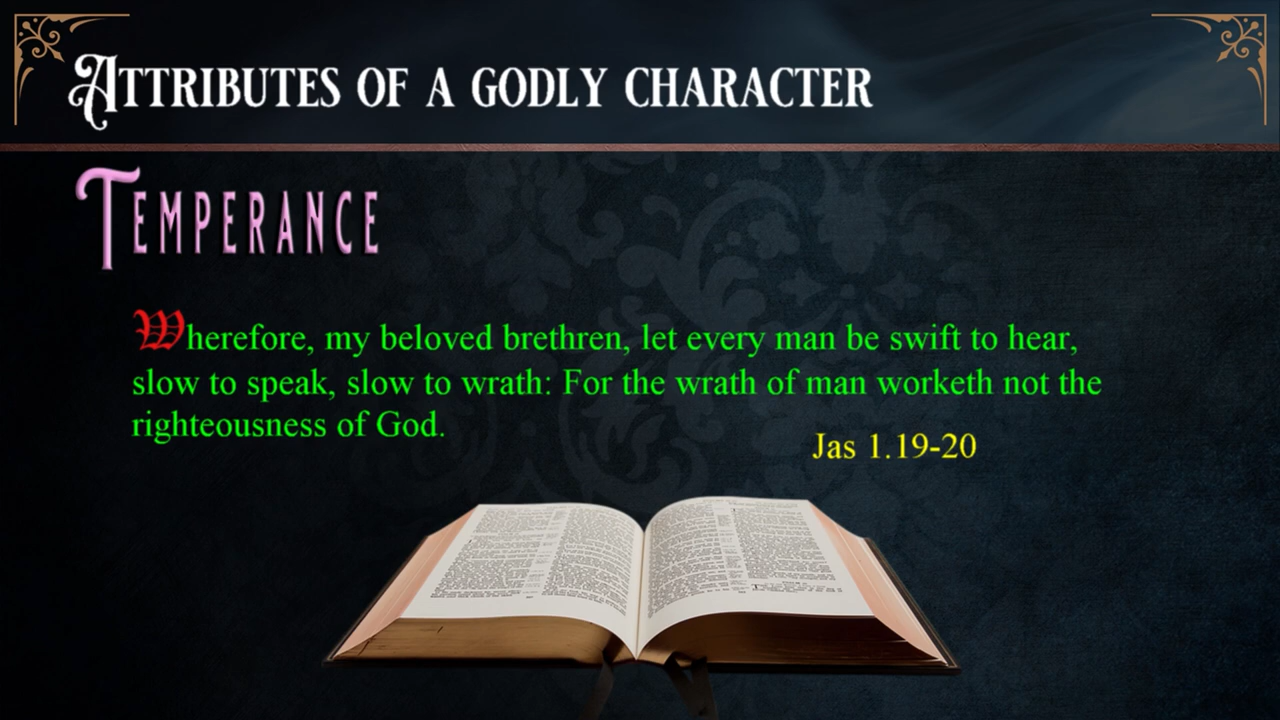 Attributes of a godly character
Temperance
Wherefore, my beloved brethren, let every man be swift to hear,
slow to speak, slow to wrath: For the wrath of man worketh not the
righteousness of God.
Jas 1.19-20